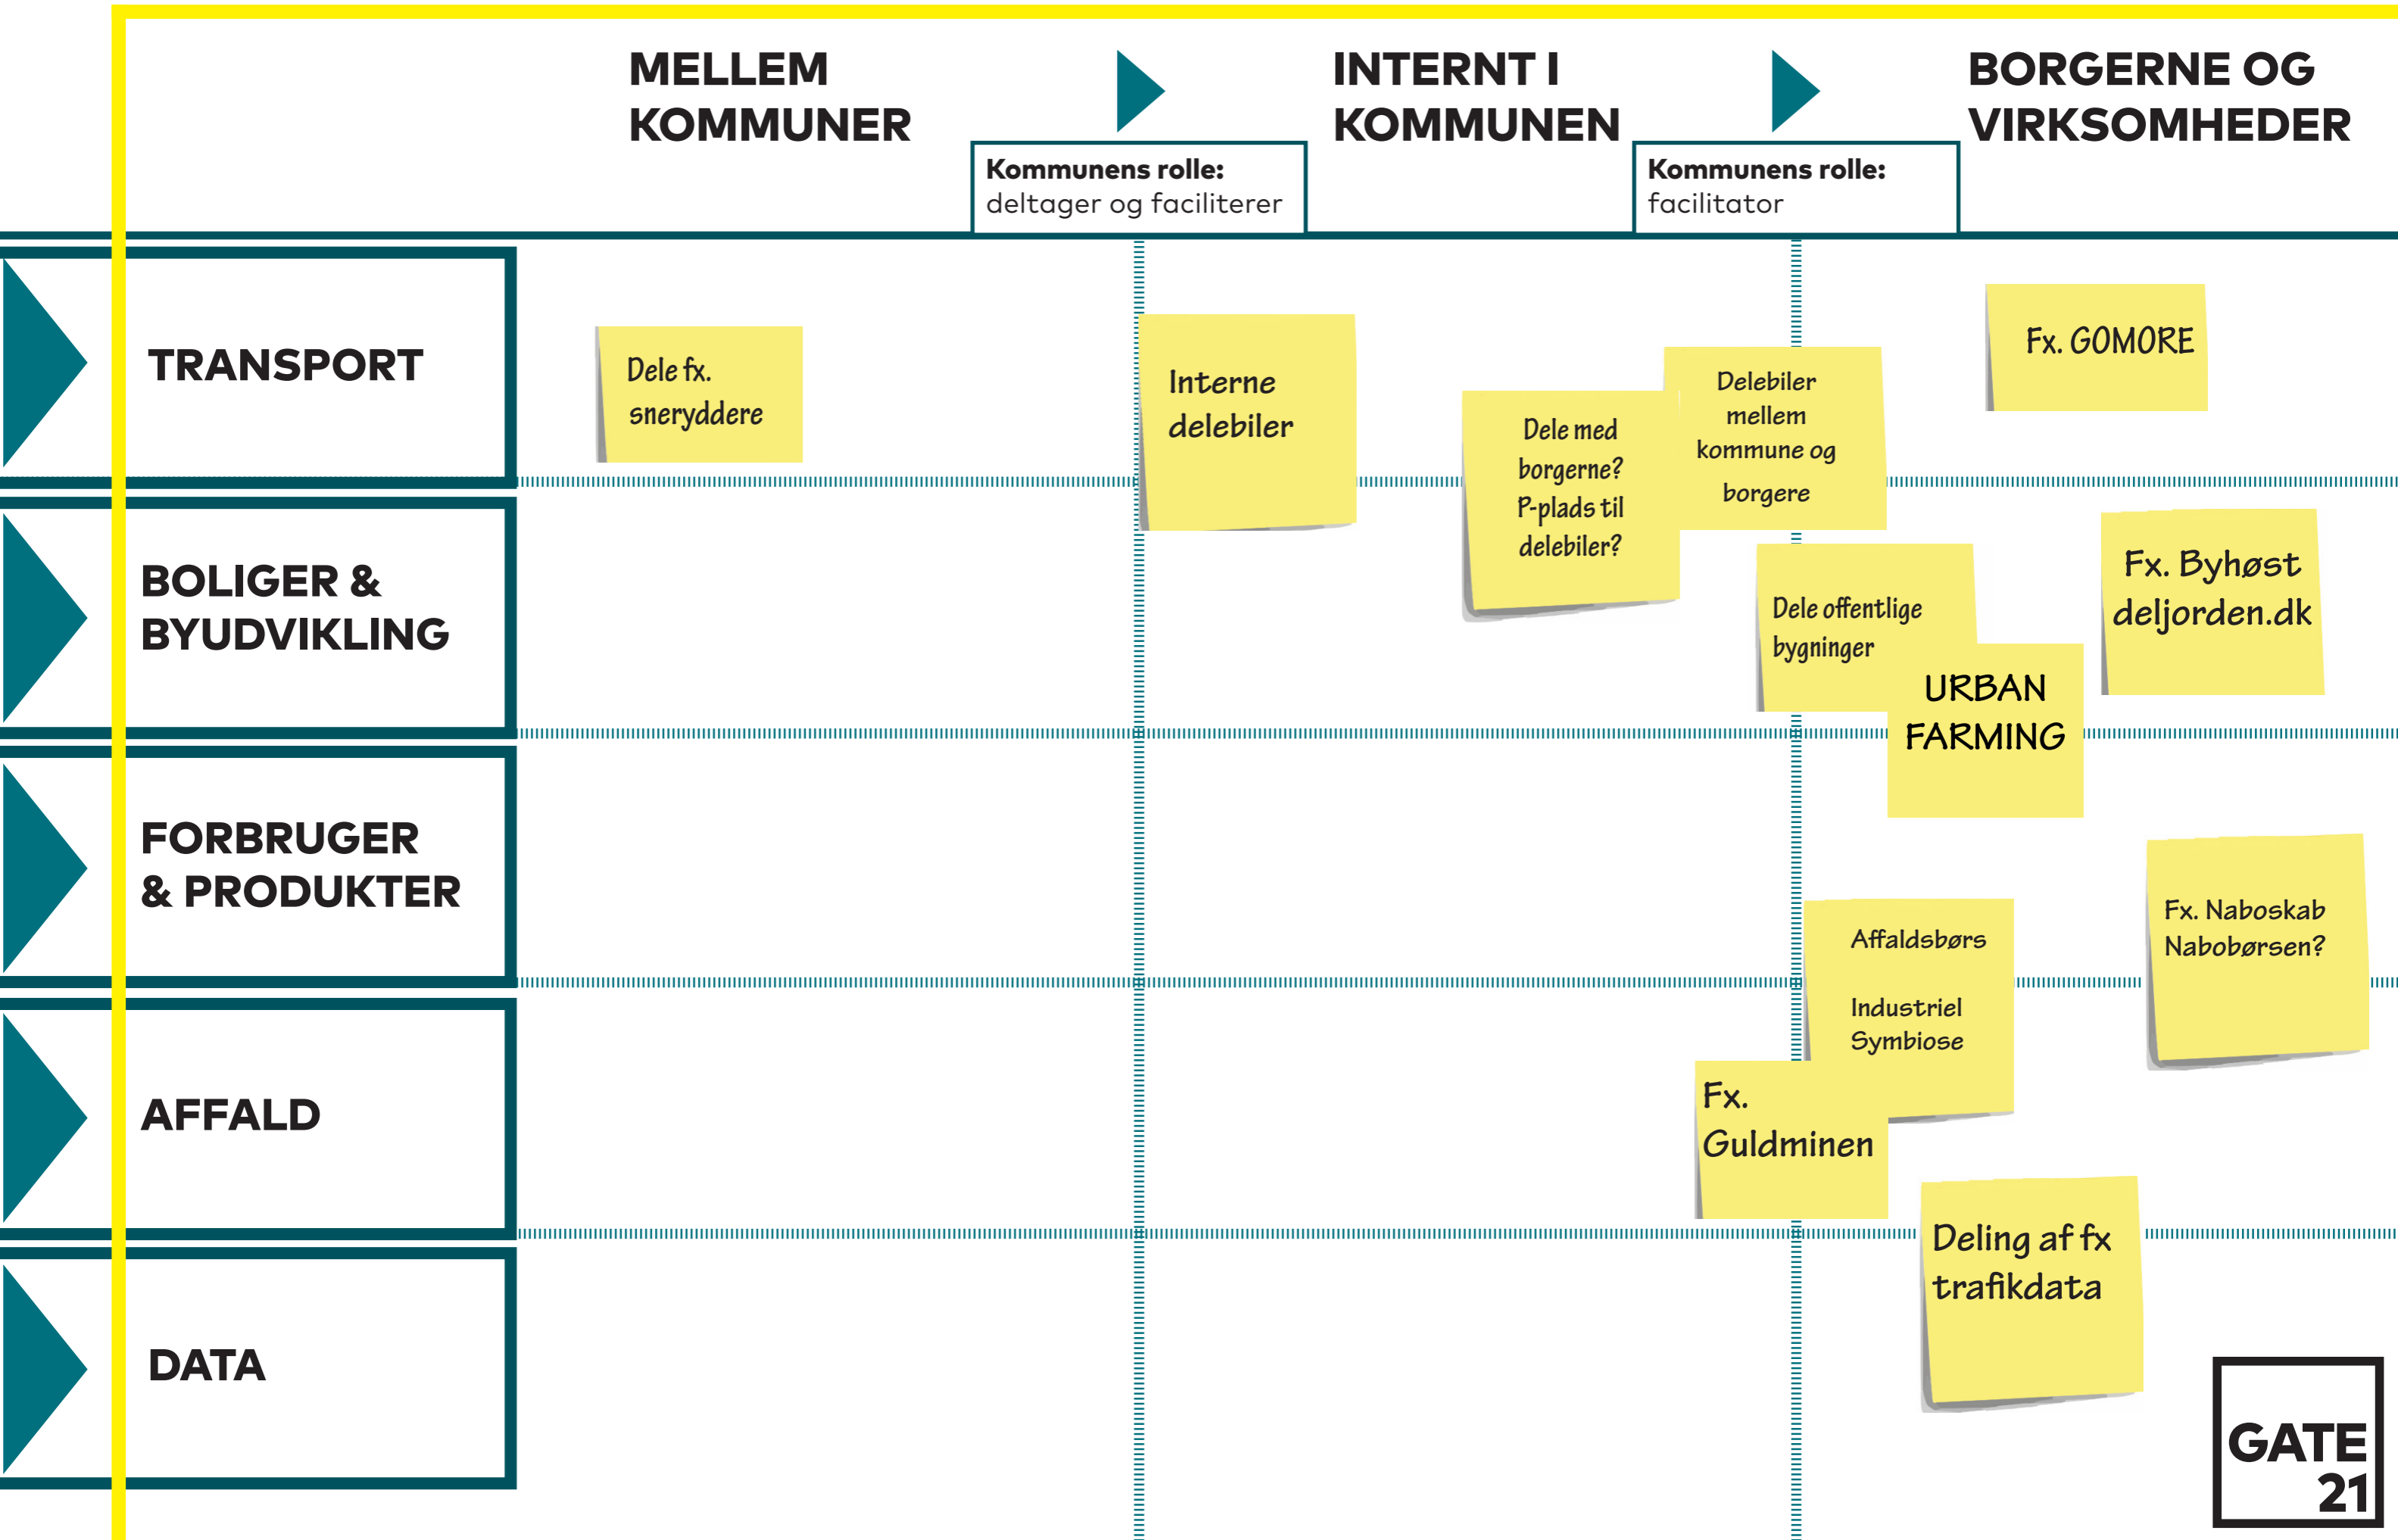 MELLEM
KOMMUNER
Kommunens rolle:
deltager og faciliterer
INTERNT I
KOMMUNEN
Kommunens rolle:
facilitator
BORGERNE OG
VIRKSOMHEDER
TRANSPORT
Dele fx.
sneryddere
Interne
delebiler
Dele med
borgerne?
P-plads til
delebiler?
Delebiler
mellem
kommune og
borgere
Fx. GOMORE
BOLIGER &
BYUDVIKLING
Dele offentlige
bygninger
URBAN
FARMING
Fx. Byhøst
deljorden.dk
FORBRUGER
& PRODUKTER
Affaldsbørs
Industriel
Symbiose
Fx. Naboskab
Nabobørsen?
AFFALD
Fx.
Guldminen
Deling af fx
trafikdata
DATA
GATE
21